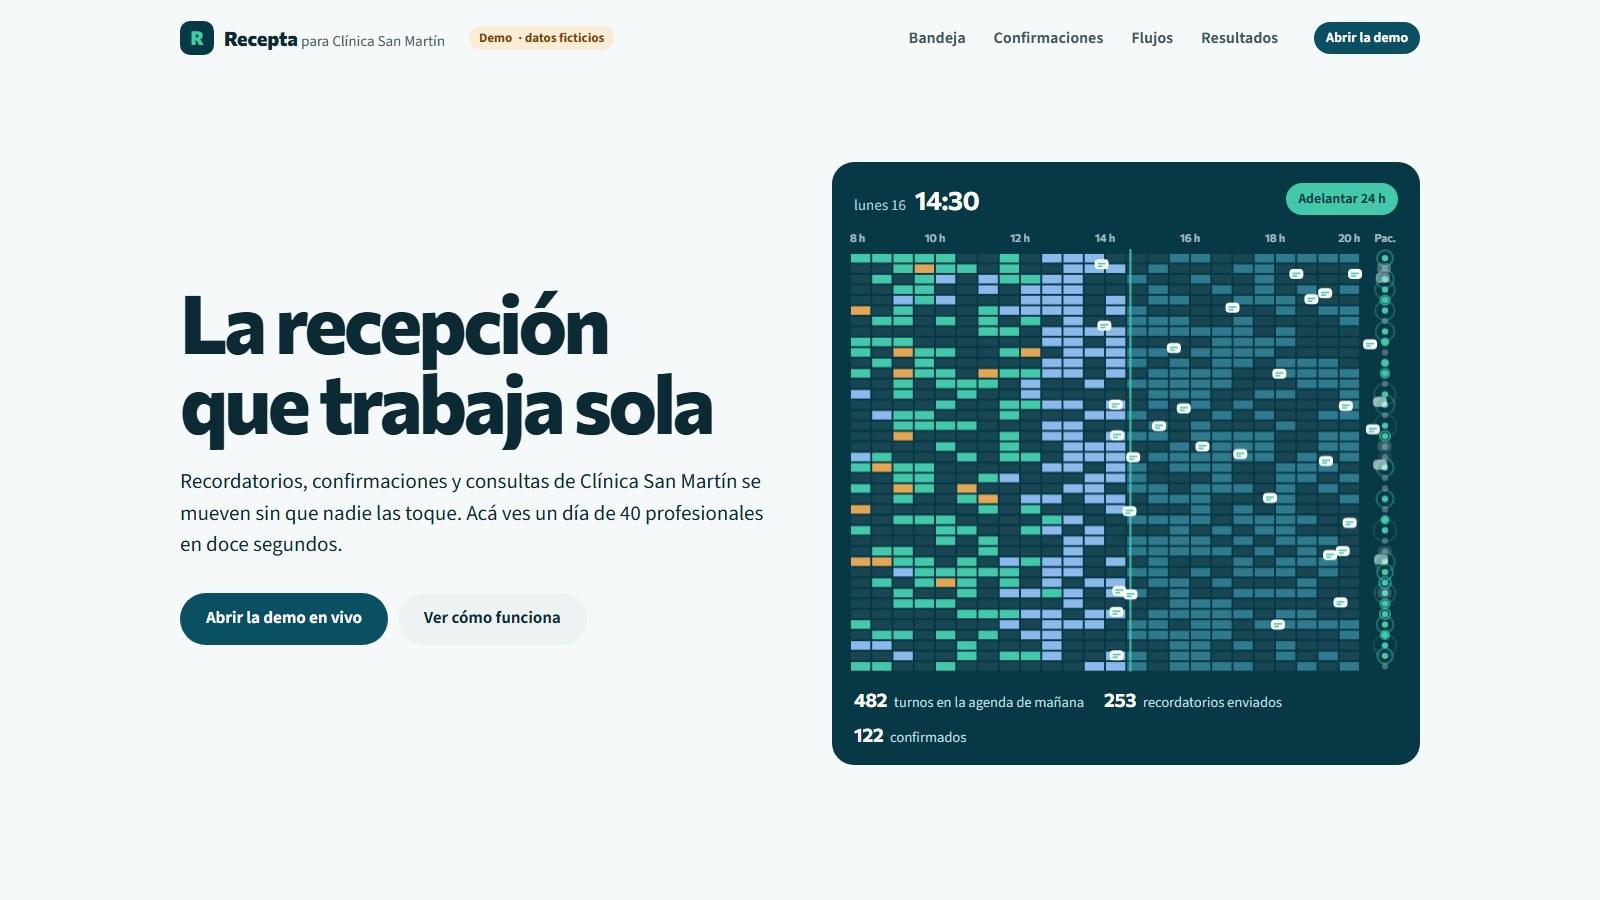 R Recepta para Clínica San Martín Demo · datos ficticios Bandeja Confirmaciones Flujos Resultados Abrir la demo
La recepción
que trabaja sola
Recordatorios, confirmaciones y consultas de Clínica San Martín se
mueven sin que nadie las toque. Acá ves un día de 40 profesionales
en doce segundos.
Abrir la demo en vivo Ver cómo funciona
lunes 16 14:30 Adelantar 24 h
8 h 10 h 12 h 14 h 16 h 18 h 20 h Pac.
482 turnos en la agenda de mañana 253 recordatorios enviados
122 confirmados